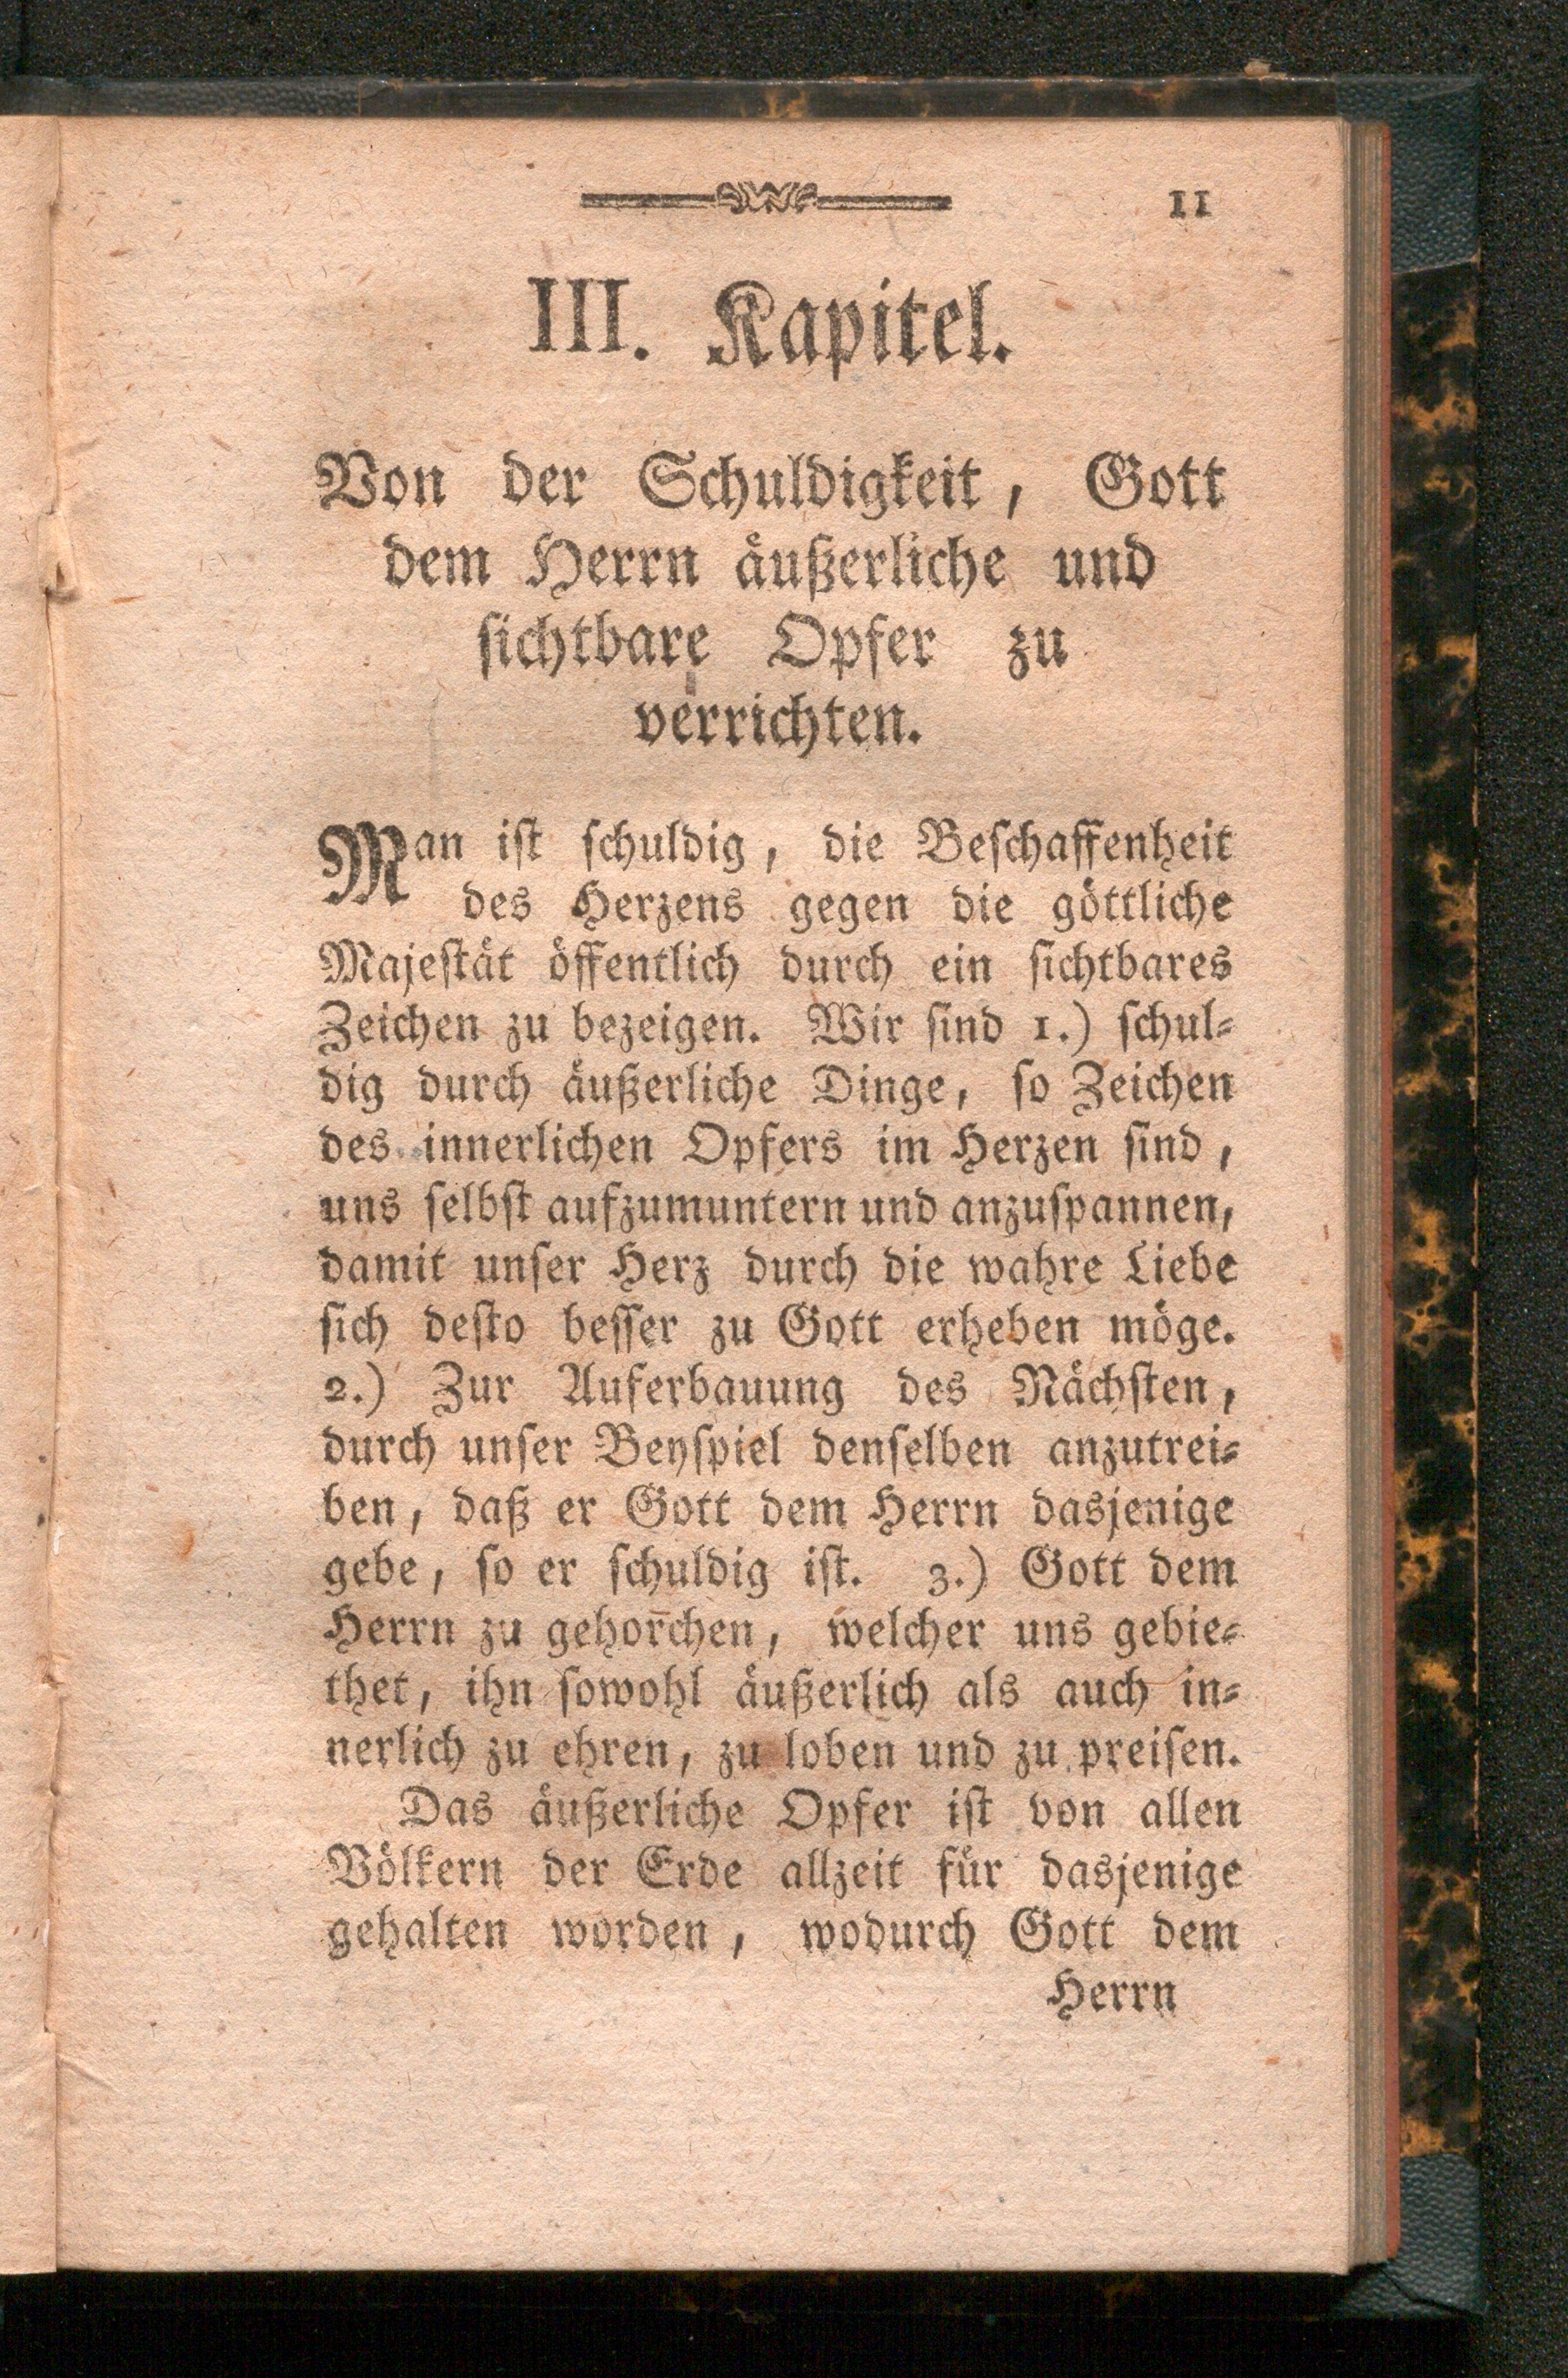 11
III. Kapitel.
Von der Schuldigkeit, Gott
dem Herrn äußerliche und
sichtbare Opfer zu
verrichten.
Man ist schuldig, die Beschaffenheit
des Herzens gegen die göttliche
Majestät öffentlich durch ein sichtbares
Zeichen zu bezeigen. Wir sind 1.) schul-
dig durch äußerliche Dinge, so Zeichen
des innerlichen Opfers im Herzen sind,
uns selbst aufzumuntern und anzuspannen,
damit unser Herz durch die wahre Liebe
sich desto besser zu Gott erheben möge.
2.) Zur Auferbauung des Nächsten,
durch unser Beyspiel denselben anzutrei-
ben, daß er Gott dem Herrn dasjenige
gebe, so er schuldig ist. 3.) Gott dem
Herrn zu gehorchen, welcher uns gebie-
thet, ihn sowohl äußerlich als auch in-
nerlich zu ehren, zu loben und zu preisen.
Das äußerliche Opfer ist von allen
Völkern der Erde allzeit für dasjenige
gehalten worden, wodurch Gott dem
Herrn